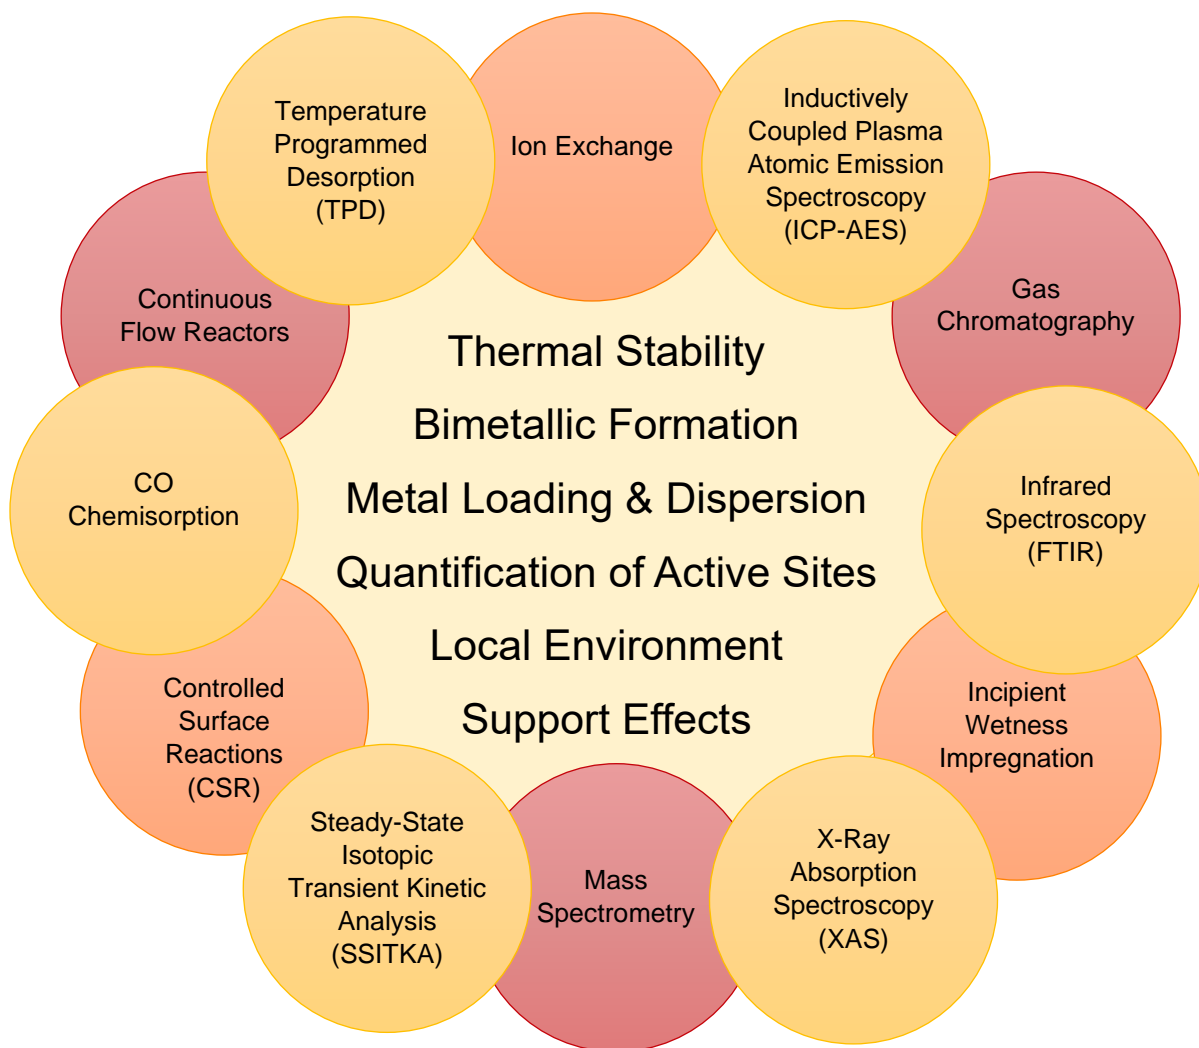 Temperature
Programmed
Desorption
(TPD)
Ion Exchange
Inductively
Coupled Plasma
Atomic Emission
Spectroscopy
(ICP-AES)
Continuous
Flow Reactors
Gas
Chromatography
Thermal Stability
Bimetallic Formation
Metal Loading & Dispersion
Quantification of Active Sites
Local Environment
Support Effects
CO
Chemisorption
Infrared
Spectroscopy
(FTIR)
Controlled
Surface
Reactions
(CSR)
Incipient
Wetness
Impregnation
Steady-State
Isotopic
Transient Kinetic
Analysis
(SSITKA)
Mass
Spectrometry
X-Ray
Absorption
Spectroscopy
(XAS)